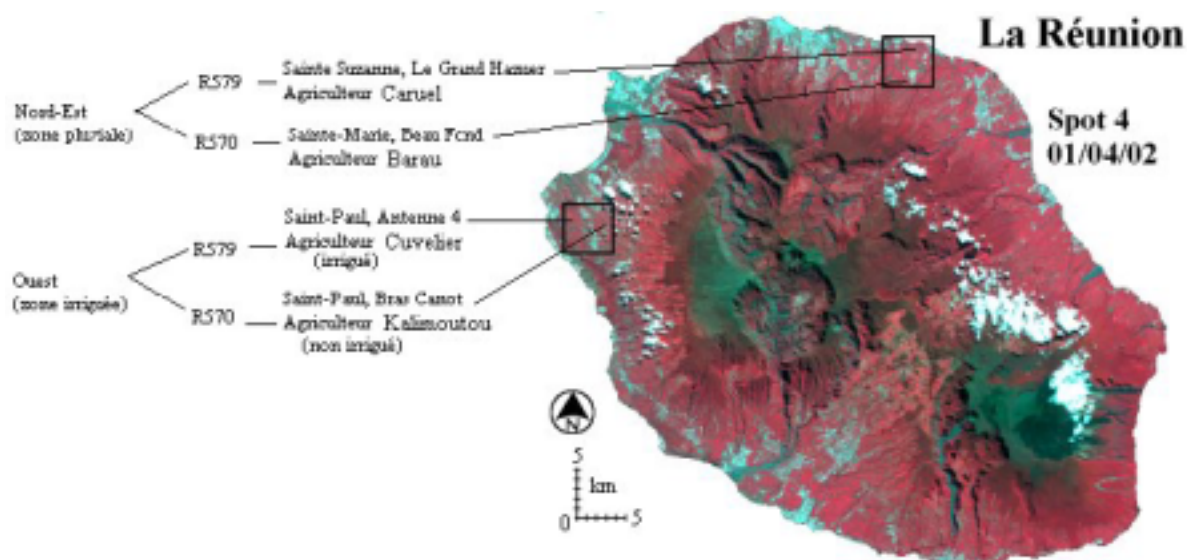 La Réunion
Spot 4
01/04/02
Nord-Est
(zone pluviale)
R579
Sainte Suzanne, Le Grand Hazier
Agriculteur Caruel
R570
Sainte-Marie, Beau Fond
Agriculteur Barau
Ouest
(zone irriguée)
R579
Saint-Paul, Antenne 4
Agriculteur Cuvelier
(irrigué)
R570
Saint-Paul, Bras Canot
Agriculteur Kalimoutou
(non irrigué)
N
5
km
0
5